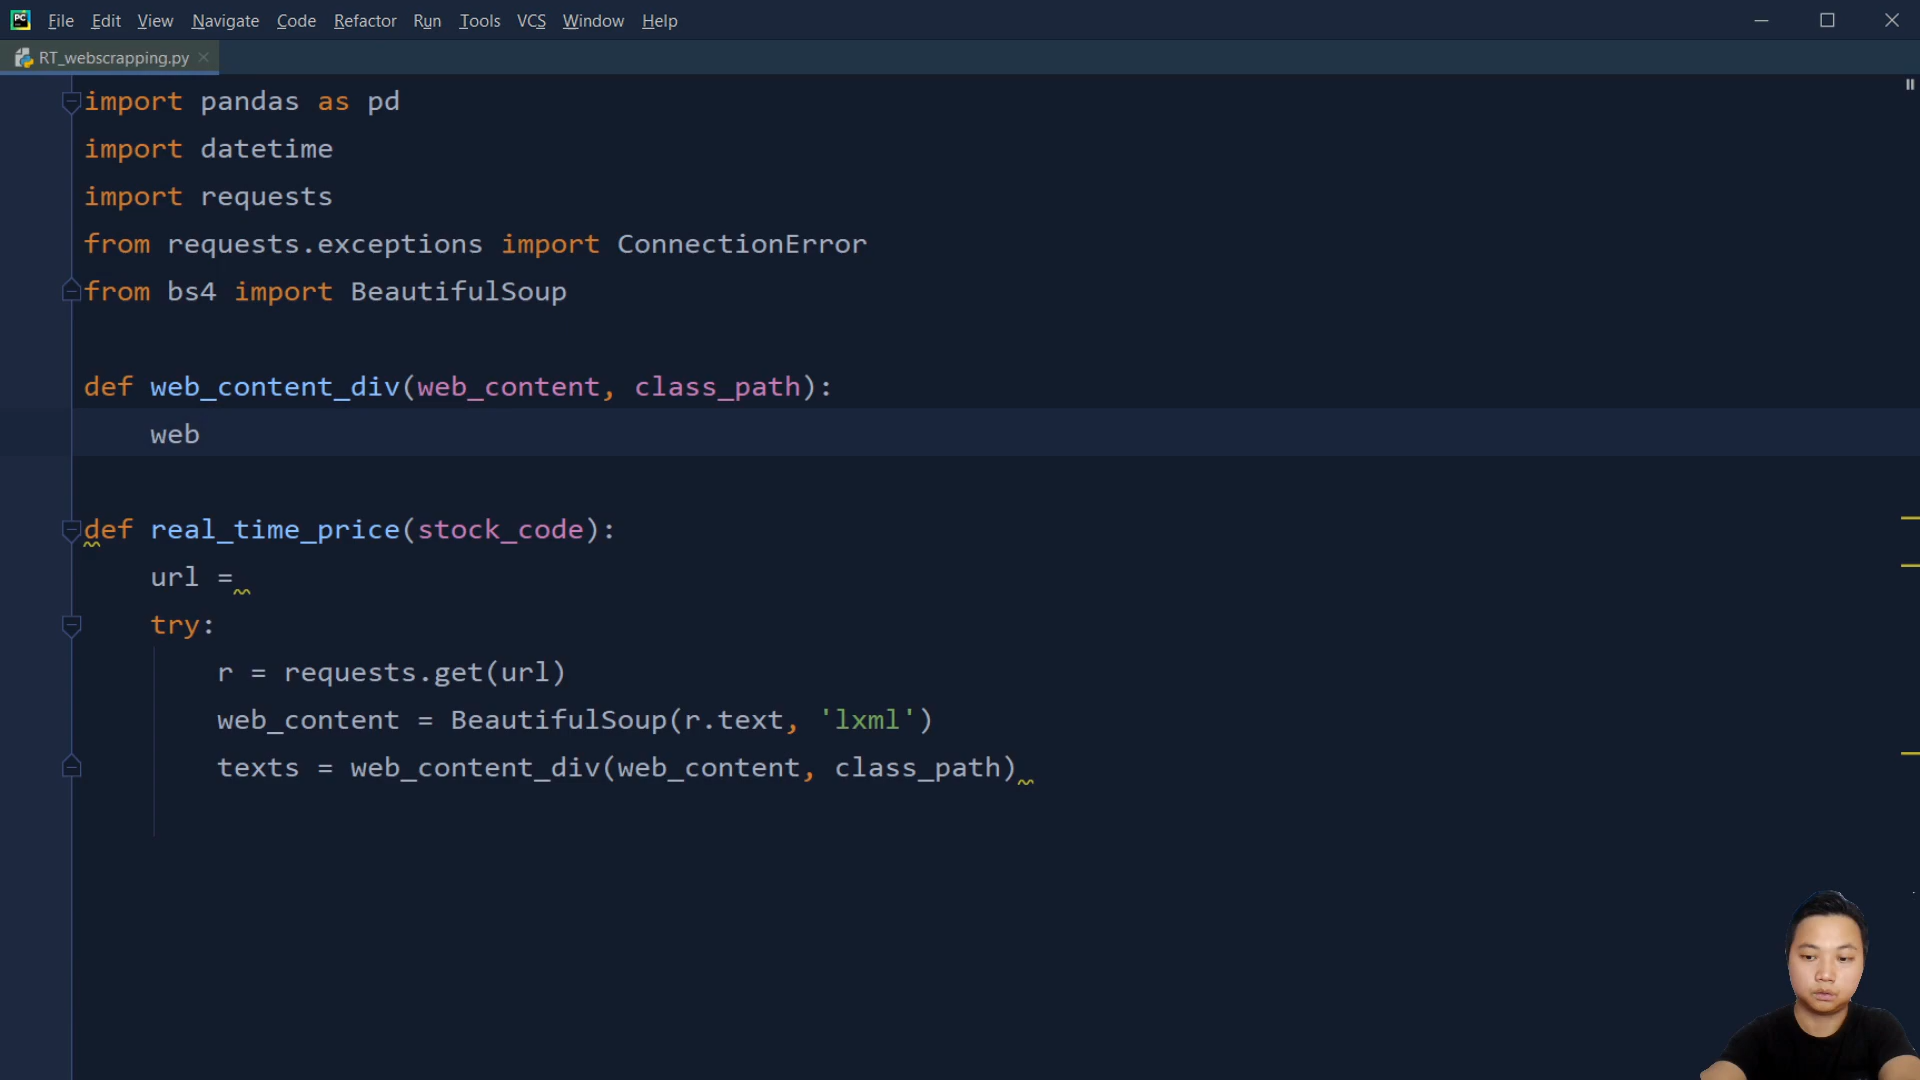 PC File Edit View Navigate Code Refactor Run Tools VCS Window Help
RT_webscrapping.py
import pandas as pd
import datetime
import requests
from requests.exceptions import ConnectionError
from bs4 import BeautifulSoup
def web_content_div(web_content, class_path):
    web
def real_time_price(stock_code):
    url =
    try:
        r = requests.get(url)
        web_content = BeautifulSoup(r.text, 'lxml')
        texts = web_content_div(web_content, class_path)